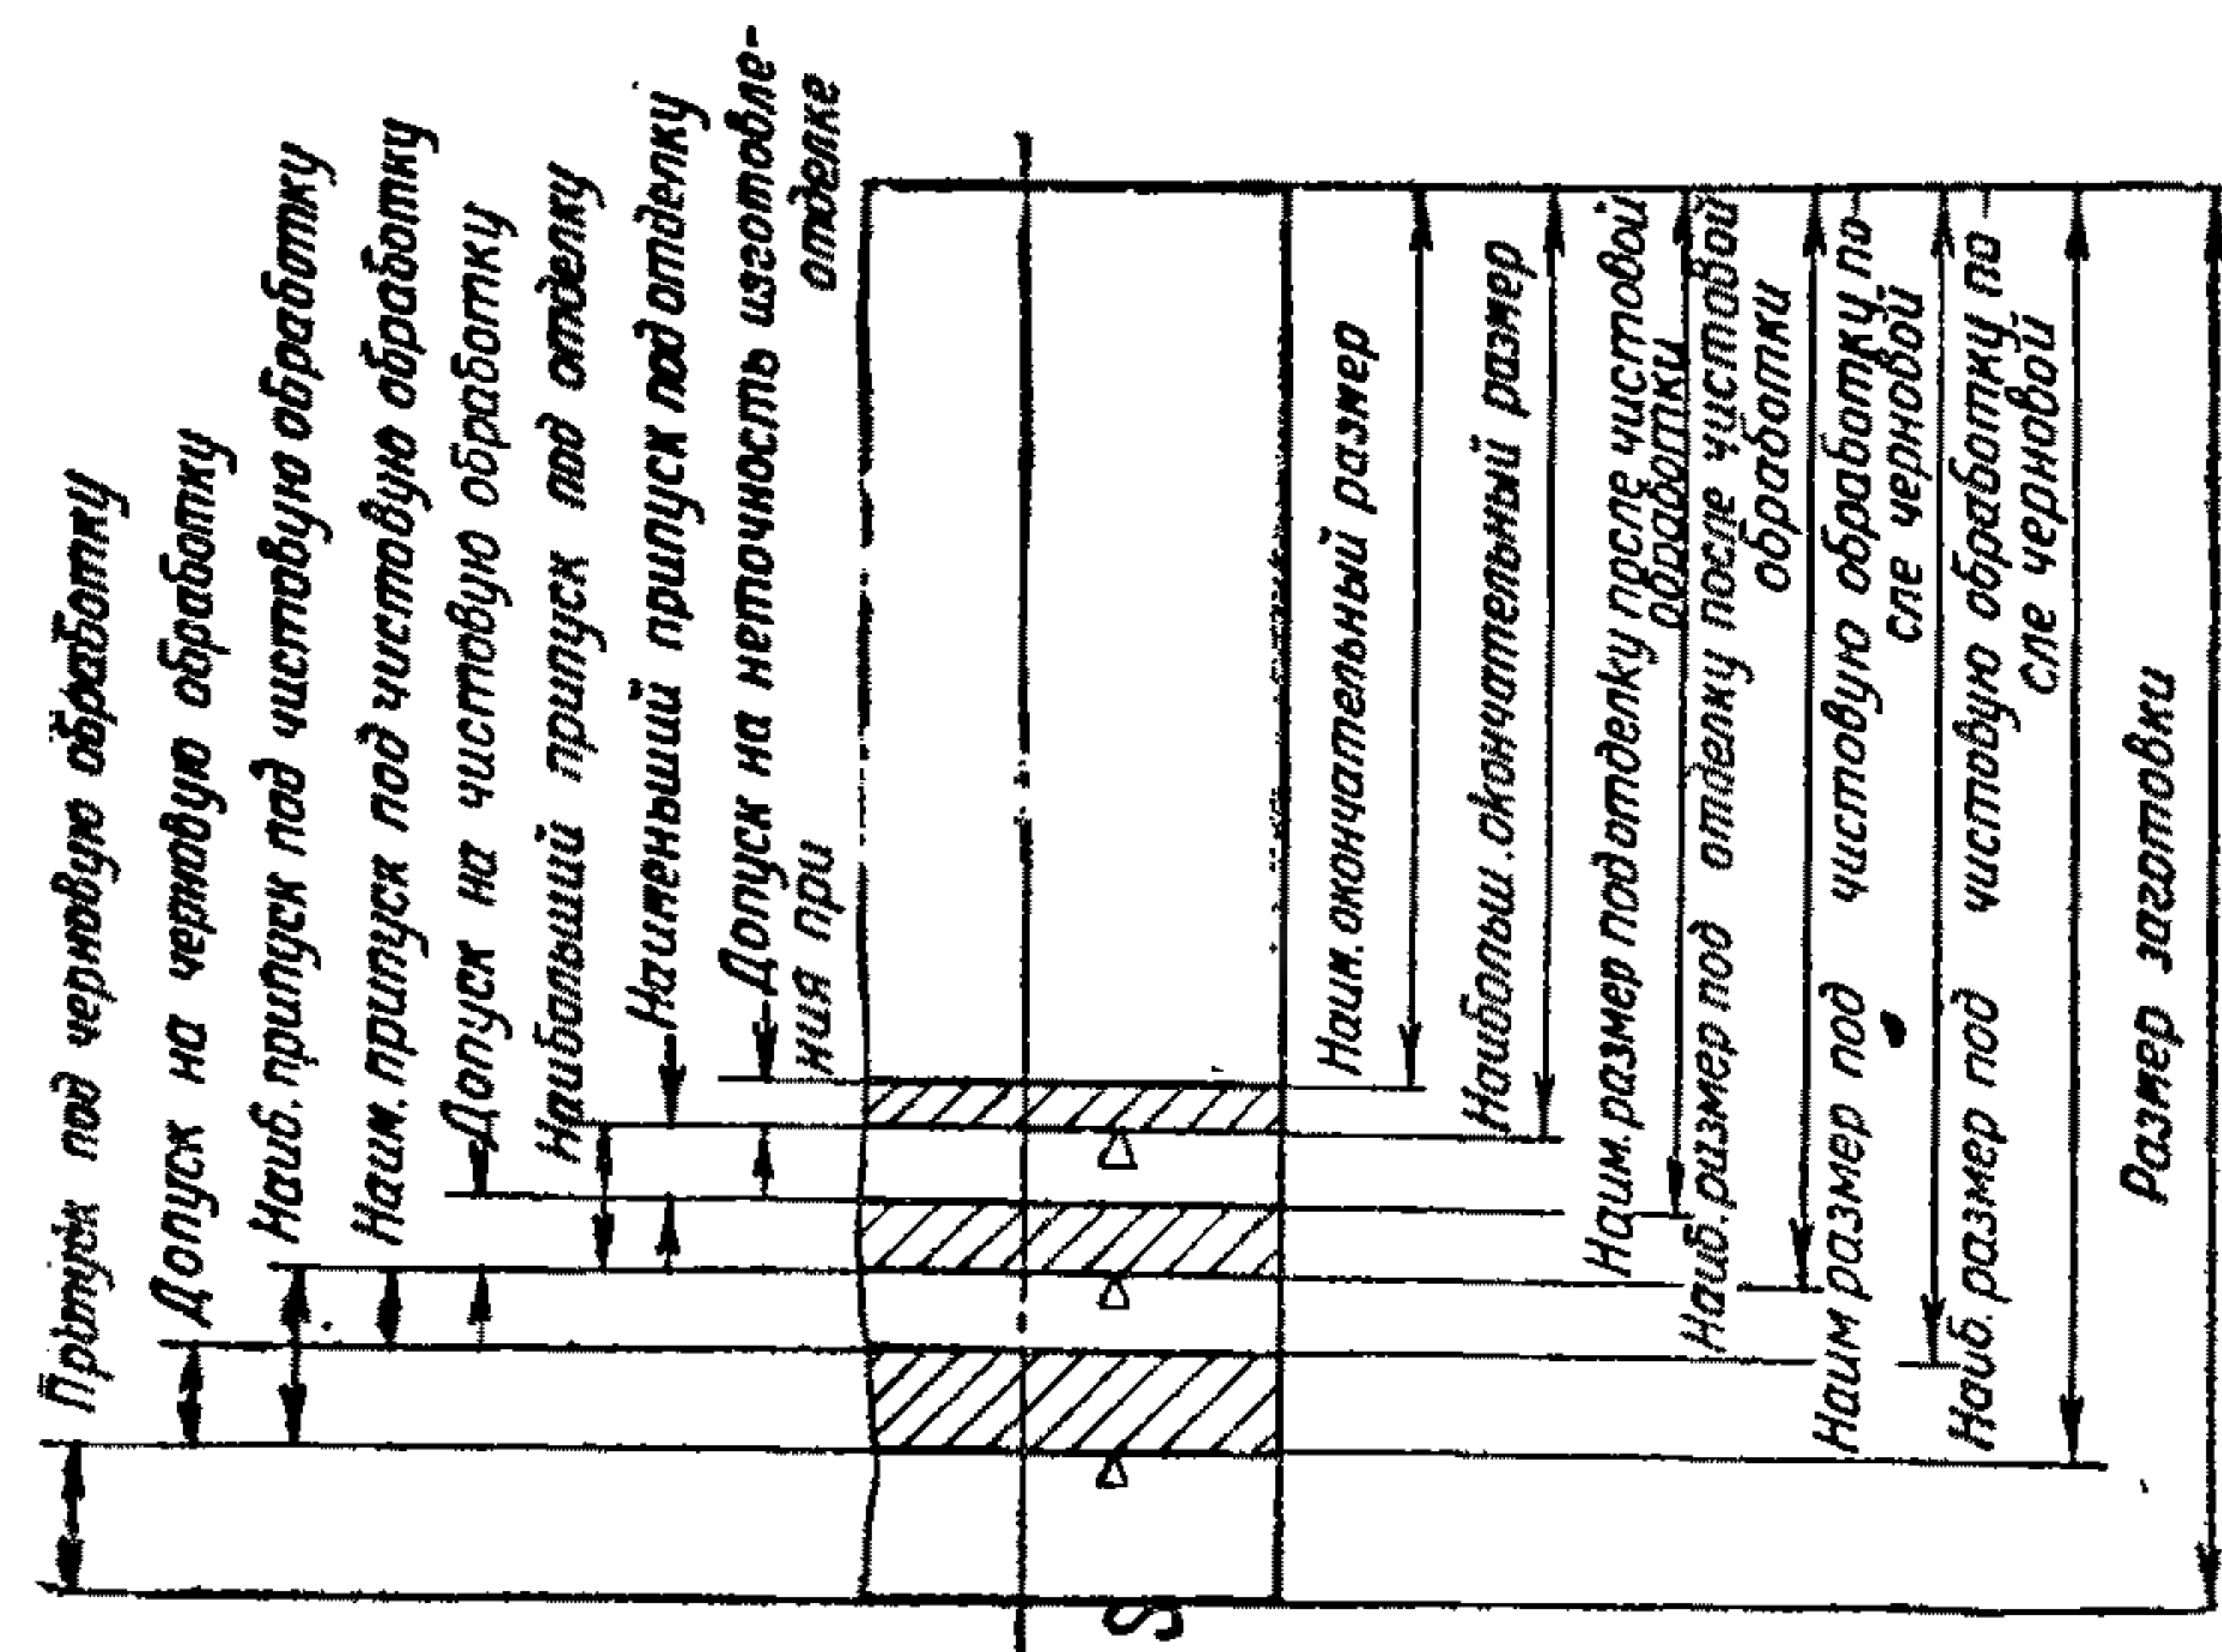 Припуск под черновую обработку
Допуск на черновую обработку
Наиб. припуск под чистовую обработку
Наим. припуск под чистовую обработку
Допуск на чистовую обработку
Наибольший припуск под отделку
Наименьший припуск под отделку
Допуск на неточность изготовле-
ния при отделке
Наим. окончательный размер
Наибольш. окончательный размер
Наим. размер под отделку после чистовой
обработки
Наиб. размер под отделку после чистовой
обработки
Наим размер под чистовую обработку по
сле черновой
Наиб. размер под чистовую обработку по
сле черновой
Размер заготовки